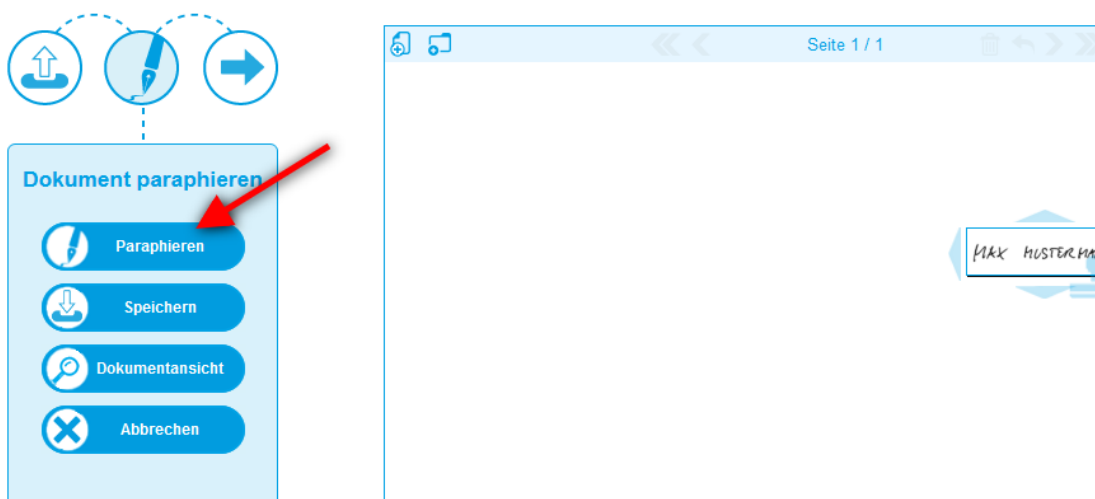 Seite 1 / 1
Dokument paraphieren
Paraphieren
Speichern
Dokumentansicht
Abbrechen
MAX